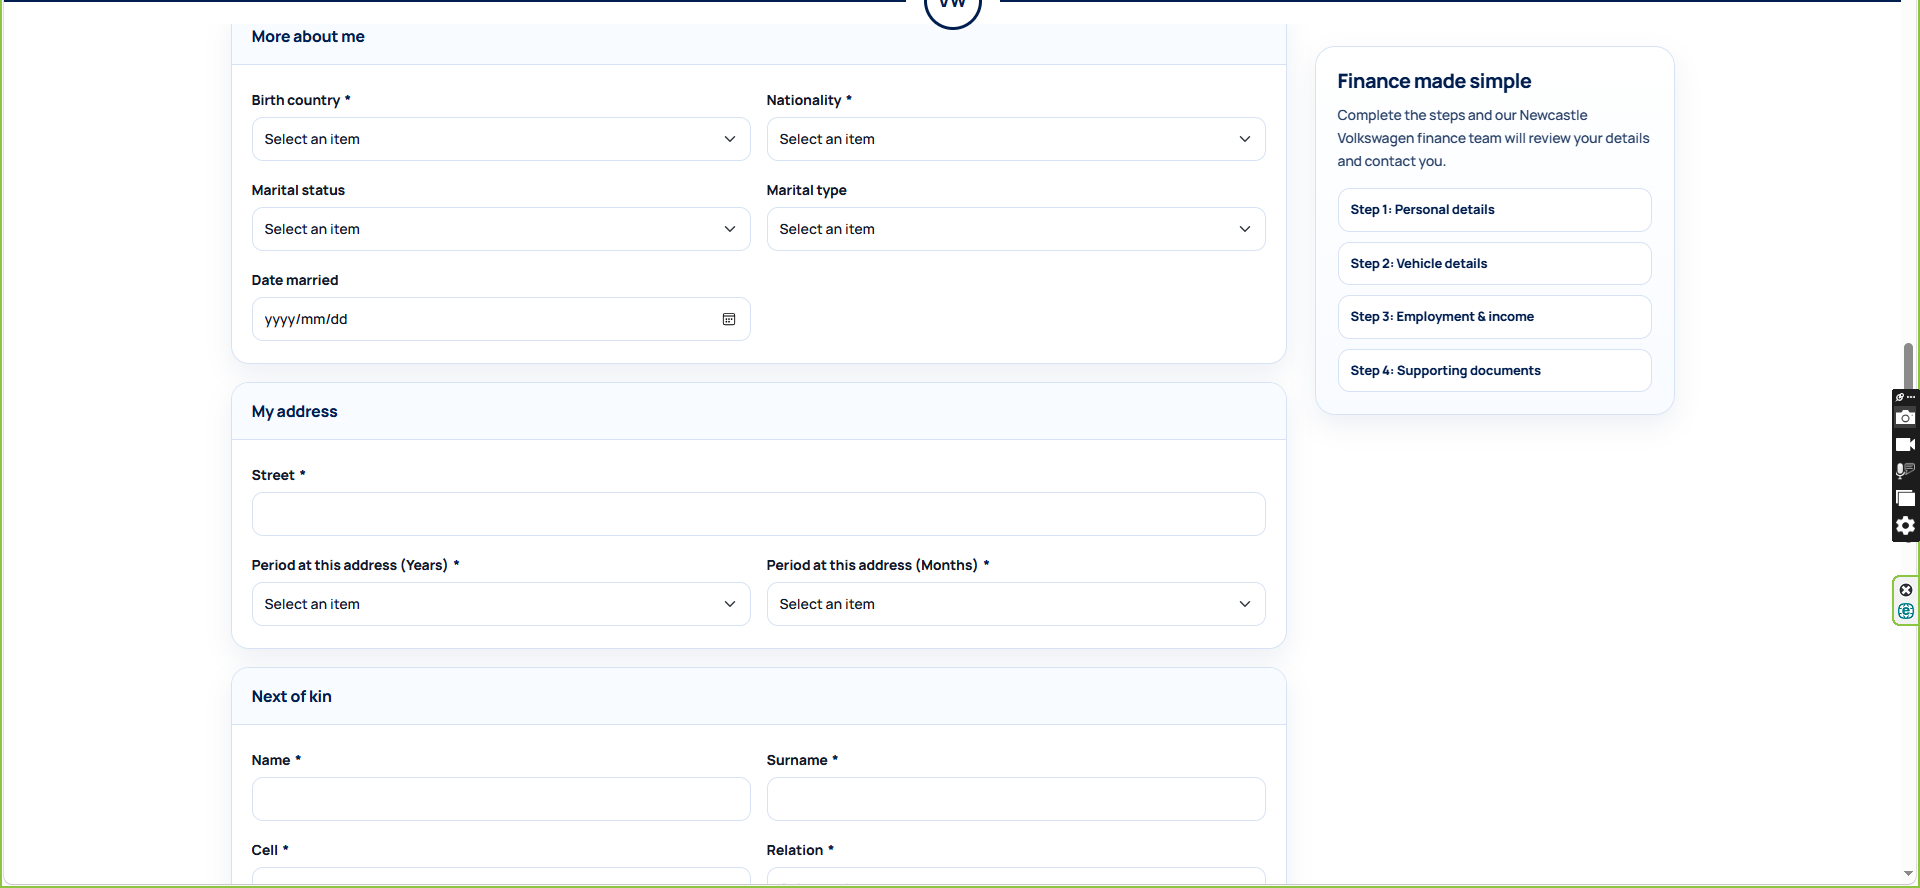 VW
More about me
Birth country *
Nationality *
Select an item
Select an item
Marital status
Marital type
Select an item
Select an item
Date married
yyyy/mm/dd
My address
Street *
Period at this address (Years) *
Period at this address (Months) *
Select an item
Select an item
Next of kin
Name *
Surname *
Cell *
Relation *
Finance made simple
Complete the steps and our Newcastle
Volkswagen finance team will review your details
and contact you.
Step 1: Personal details
Step 2: Vehicle details
Step 3: Employment & income
Step 4: Supporting documents